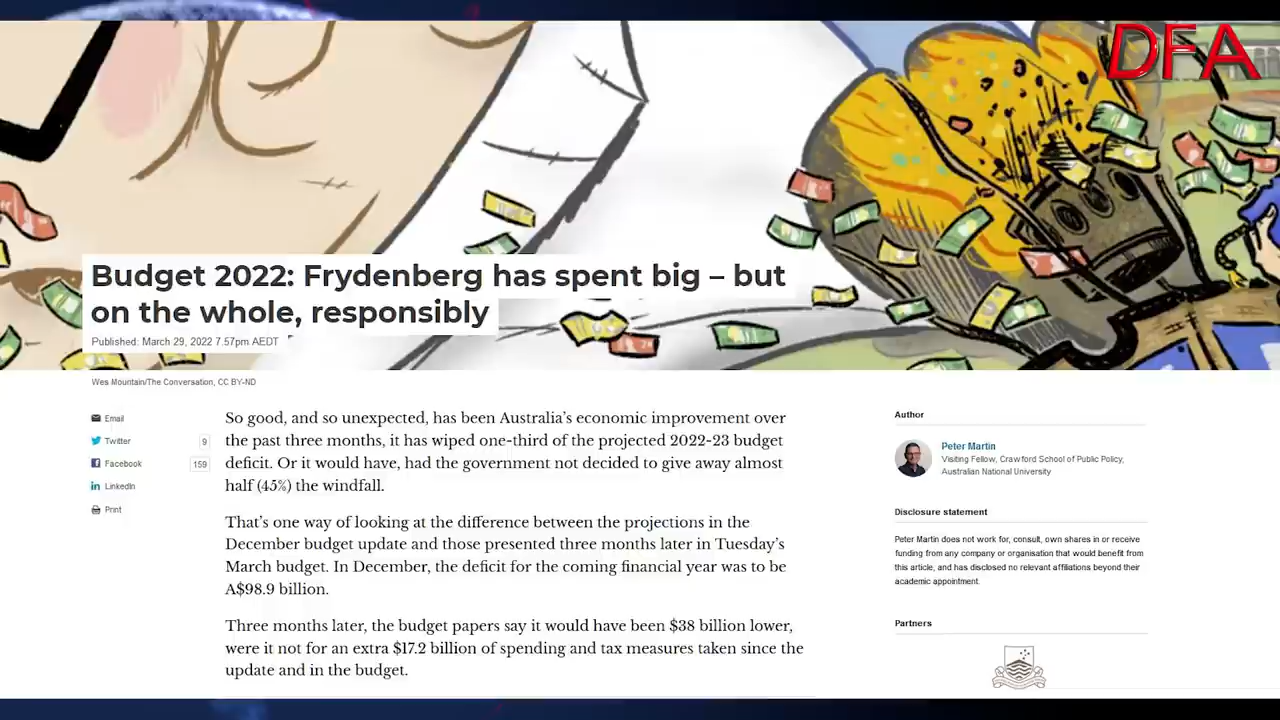 DFA
Budget 2022: Frydenberg has spent big – but
on the whole, responsibly
Published: March 29, 2022 7.57pm AEDT
Wes Mountain/The Conversation, CC BY-ND
Email
Twitter 9
Facebook 159
LinkedIn
Print
So good, and so unexpected, has been Australia’s economic improvement over
the past three months, it has wiped one-third of the projected 2022-23 budget
deficit. Or it would have, had the government not decided to give away almost
half (45%) the windfall.
That’s one way of looking at the difference between the projections in the
December budget update and those presented three months later in Tuesday’s
March budget. In December, the deficit for the coming financial year was to be
A$98.9 billion.
Three months later, the budget papers say it would have been $38 billion lower,
were it not for an extra $17.2 billion of spending and tax measures taken since the
update and in the budget.
Author
Peter Martin
Visiting Fellow, Crawford School of Public Policy,
Australian National University
Disclosure statement
Peter Martin does not work for, consult, own shares in or receive
funding from any company or organisation that would benefit from
this article, and has disclosed no relevant affiliations beyond their
academic appointment.
Partners